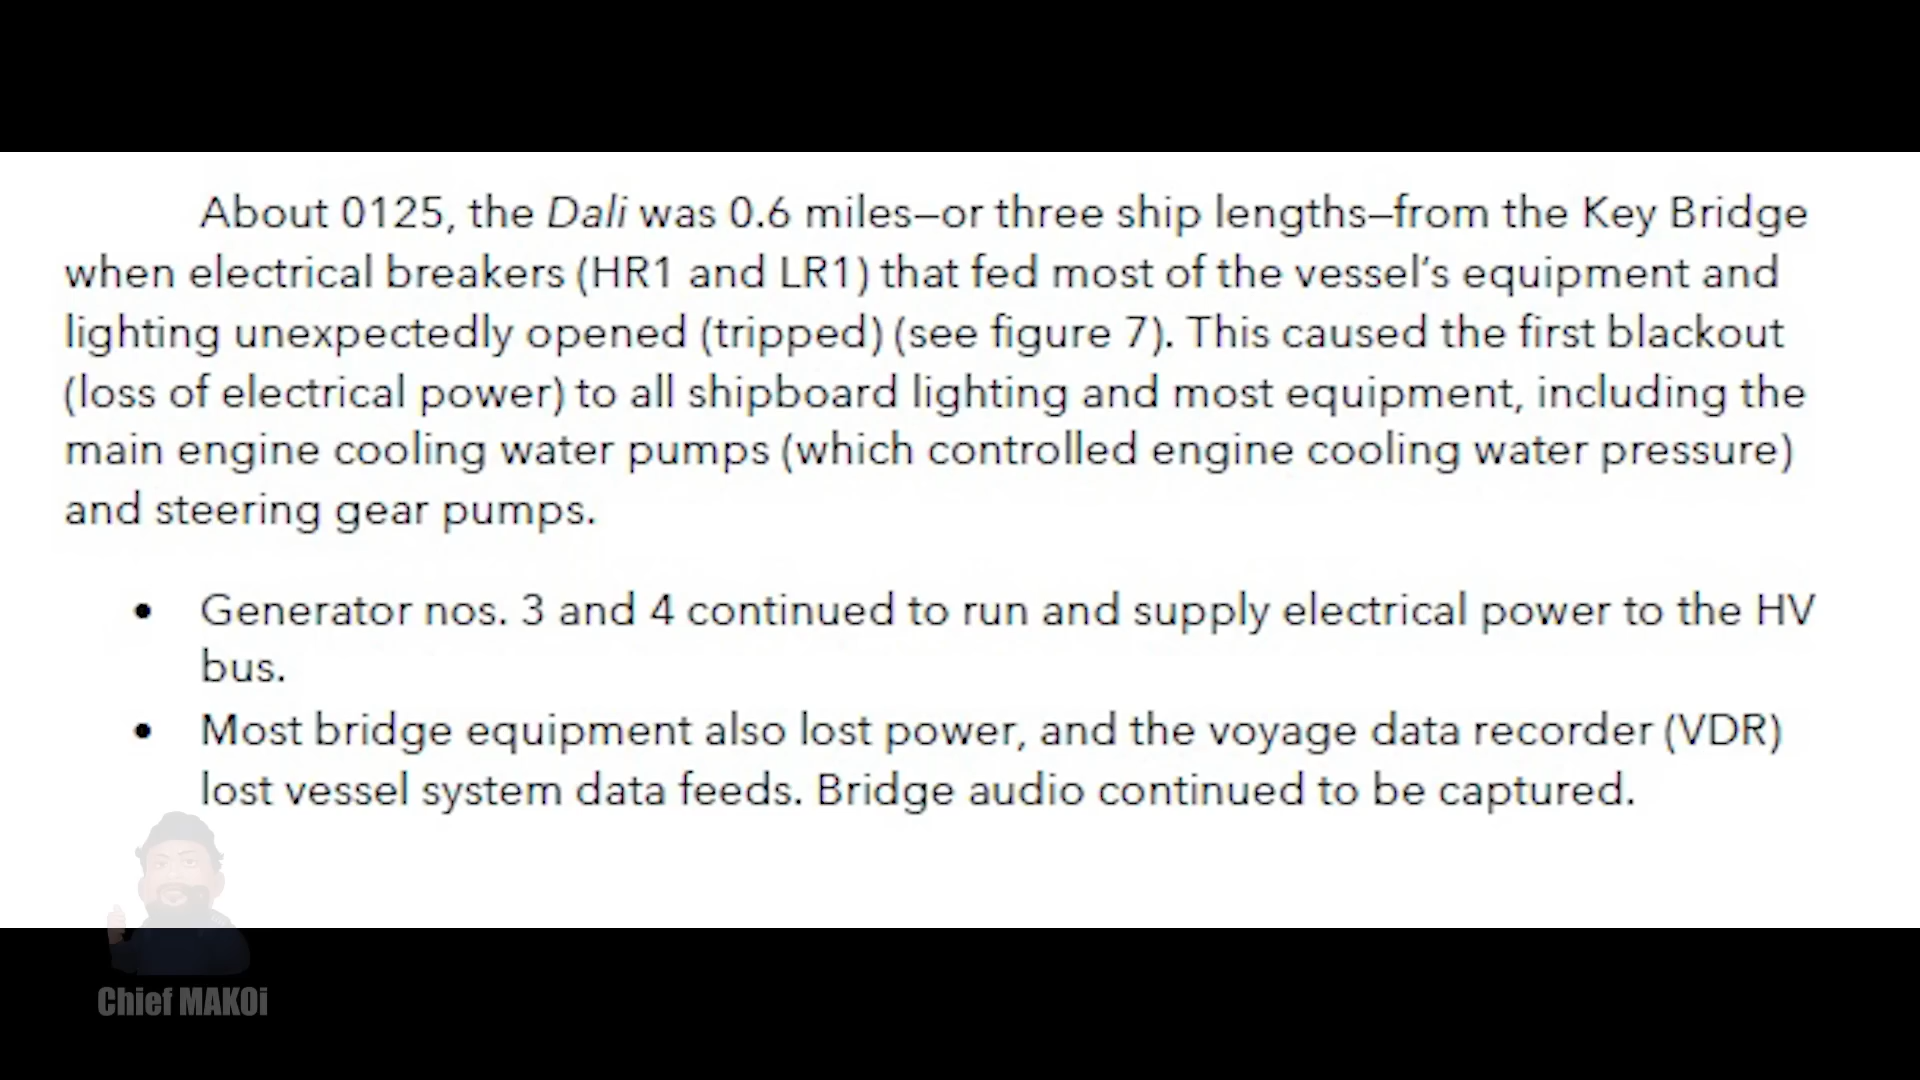 About 0125, the Dali was 0.6 miles—or three ship lengths—from the Key Bridge
when electrical breakers (HR1 and LR1) that fed most of the vessel's equipment and
lighting unexpectedly opened (tripped) (see figure 7). This caused the first blackout
(loss of electrical power) to all shipboard lighting and most equipment, including the
main engine cooling water pumps (which controlled engine cooling water pressure)
and steering gear pumps.
• Generator nos. 3 and 4 continued to run and supply electrical power to the HV
bus.
• Most bridge equipment also lost power, and the voyage data recorder (VDR)
lost vessel system data feeds. Bridge audio continued to be captured.
Chief MAKOi